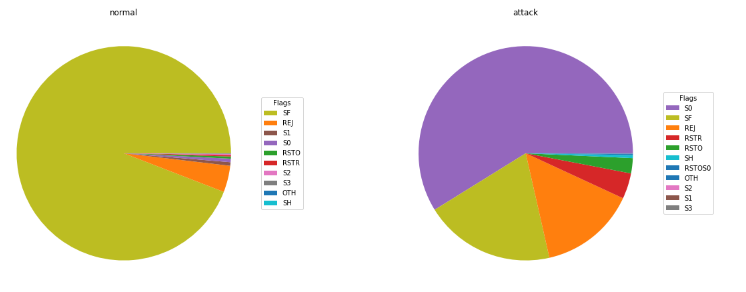 normal
Flags
SF
REJ
S1
S0
RSTO
RSTR
S2
S3
OTH
SH
attack
Flags
S0
SF
REJ
RSTR
RSTO
SH
RSTOS0
OTH
S2
S1
S3